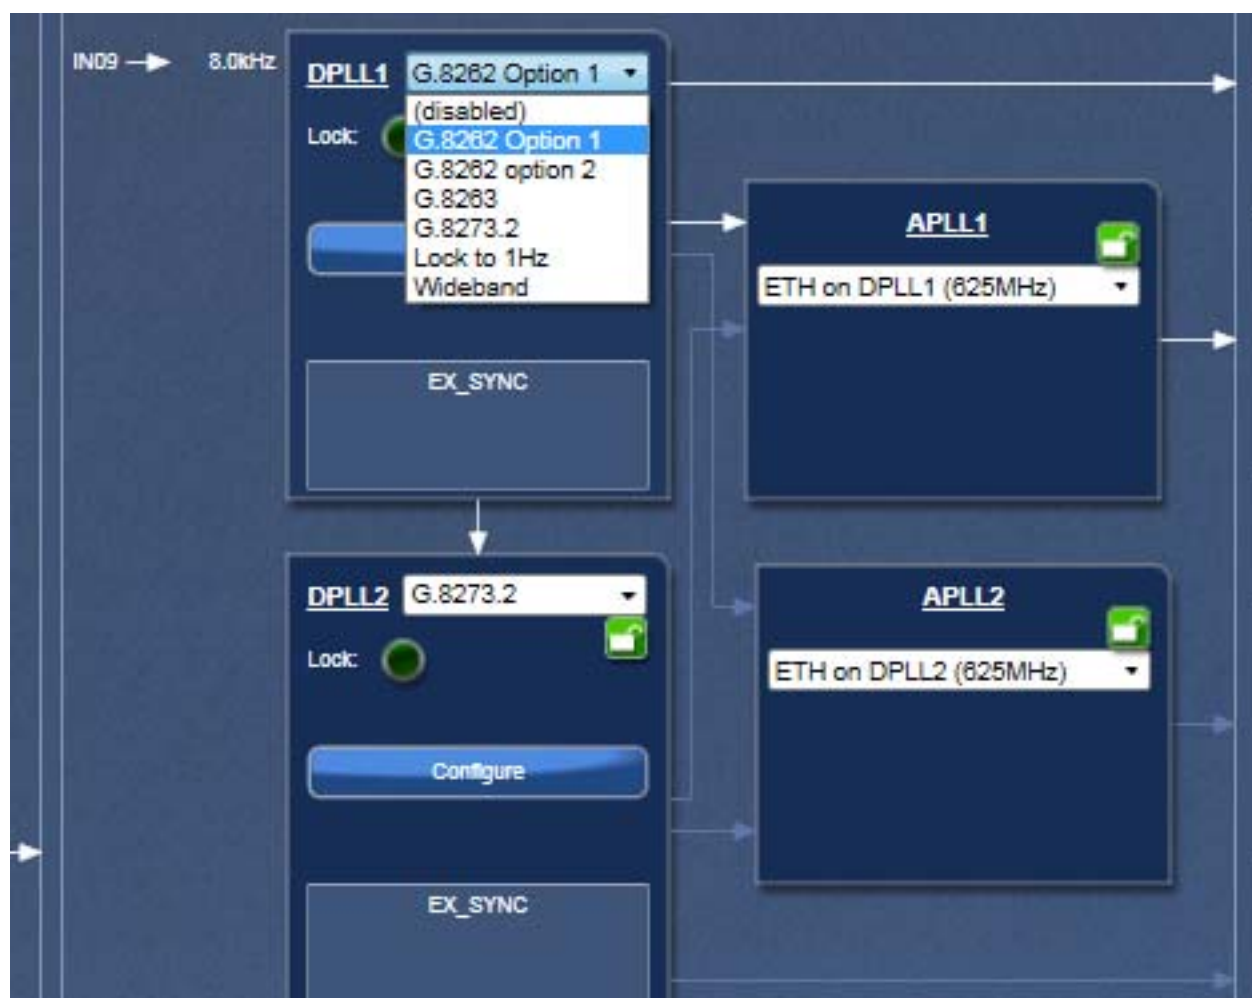 IN09 8.0kHz
DPLL1 G.8262 Option 1
(disabled)
Lock:
G.8262 Option 1
G.8262 option 2
G.8263
G.8273.2
Lock to 1Hz
Wideband
EX_SYNC
APLL1
ETH on DPLL1 (625MHz)
DPLL2 G.8273.2
Lock:
Configure
EX_SYNC
APLL2
ETH on DPLL2 (625MHz)